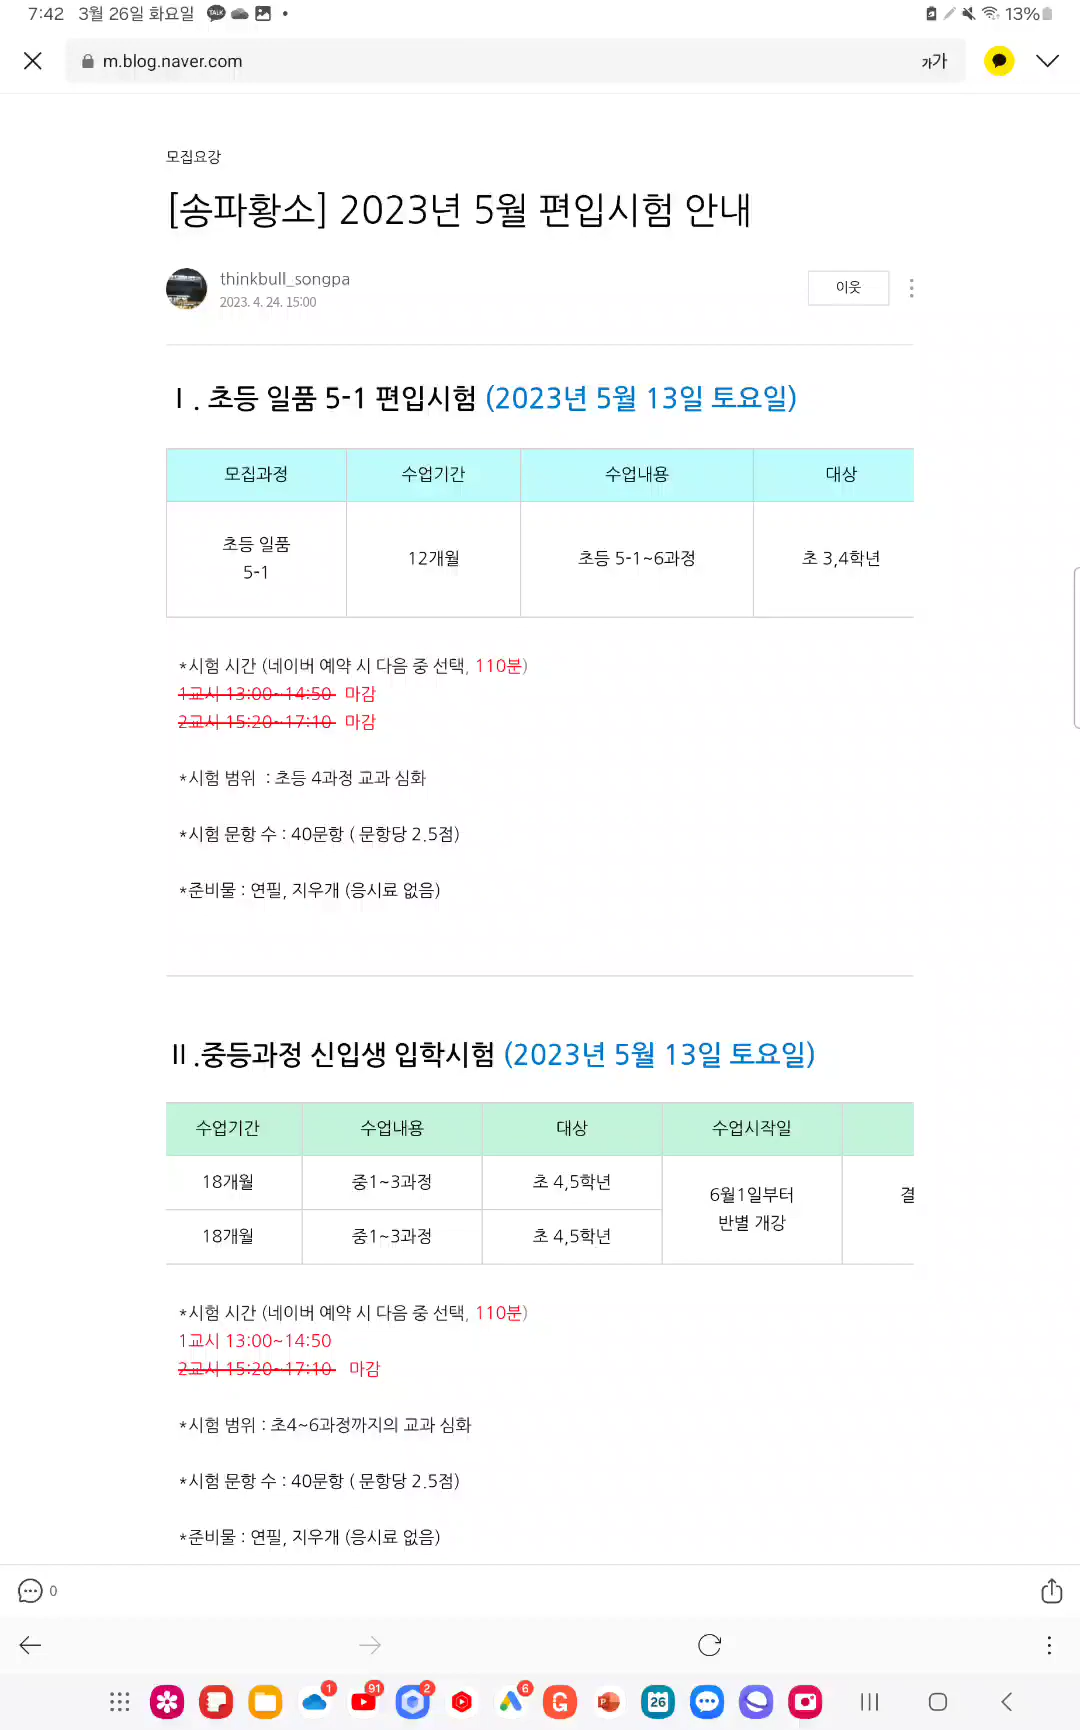 7:42 3월 26일 화요일 TALK
13%
m.blog.naver.com 가가
모집요강
[송파황소] 2023년 5월 편입시험 안내
thinkbull_songpa
2023. 4. 24. 15:00
이웃
Ⅰ. 초등 일품 5-1 편입시험 (2023년 5월 13일 토요일)
모집과정 수업기간 수업내용 대상
초등 일품
5-1
12개월 초등 5-1~6과정 초 3,4학년
*시험 시간 (네이버 예약 시 다음 중 선택, 110분)
1교시 13:00~14:50 마감
2교시 15:20~17:10 마감
*시험 범위 : 초등 4과정 교과 심화
*시험 문항 수 : 40문항 ( 문항당 2.5점)
*준비물 : 연필, 지우개 (응시료 없음)
Ⅱ.중등과정 신입생 입학시험 (2023년 5월 13일 토요일)
수업기간 수업내용 대상 수업시작일
18개월 중1~3과정 초 4,5학년
6월1일부터 결
반별 개강
18개월 중1~3과정 초 4,5학년
*시험 시간 (네이버 예약 시 다음 중 선택, 110분)
1교시 13:00~14:50
2교시 15:20~17:10 마감
*시험 범위 : 초4~6과정까지의 교과 심화
*시험 문항 수 : 40문항 ( 문항당 2.5점)
*준비물 : 연필, 지우개 (응시료 없음)
0
1 91 2 6 G P 26